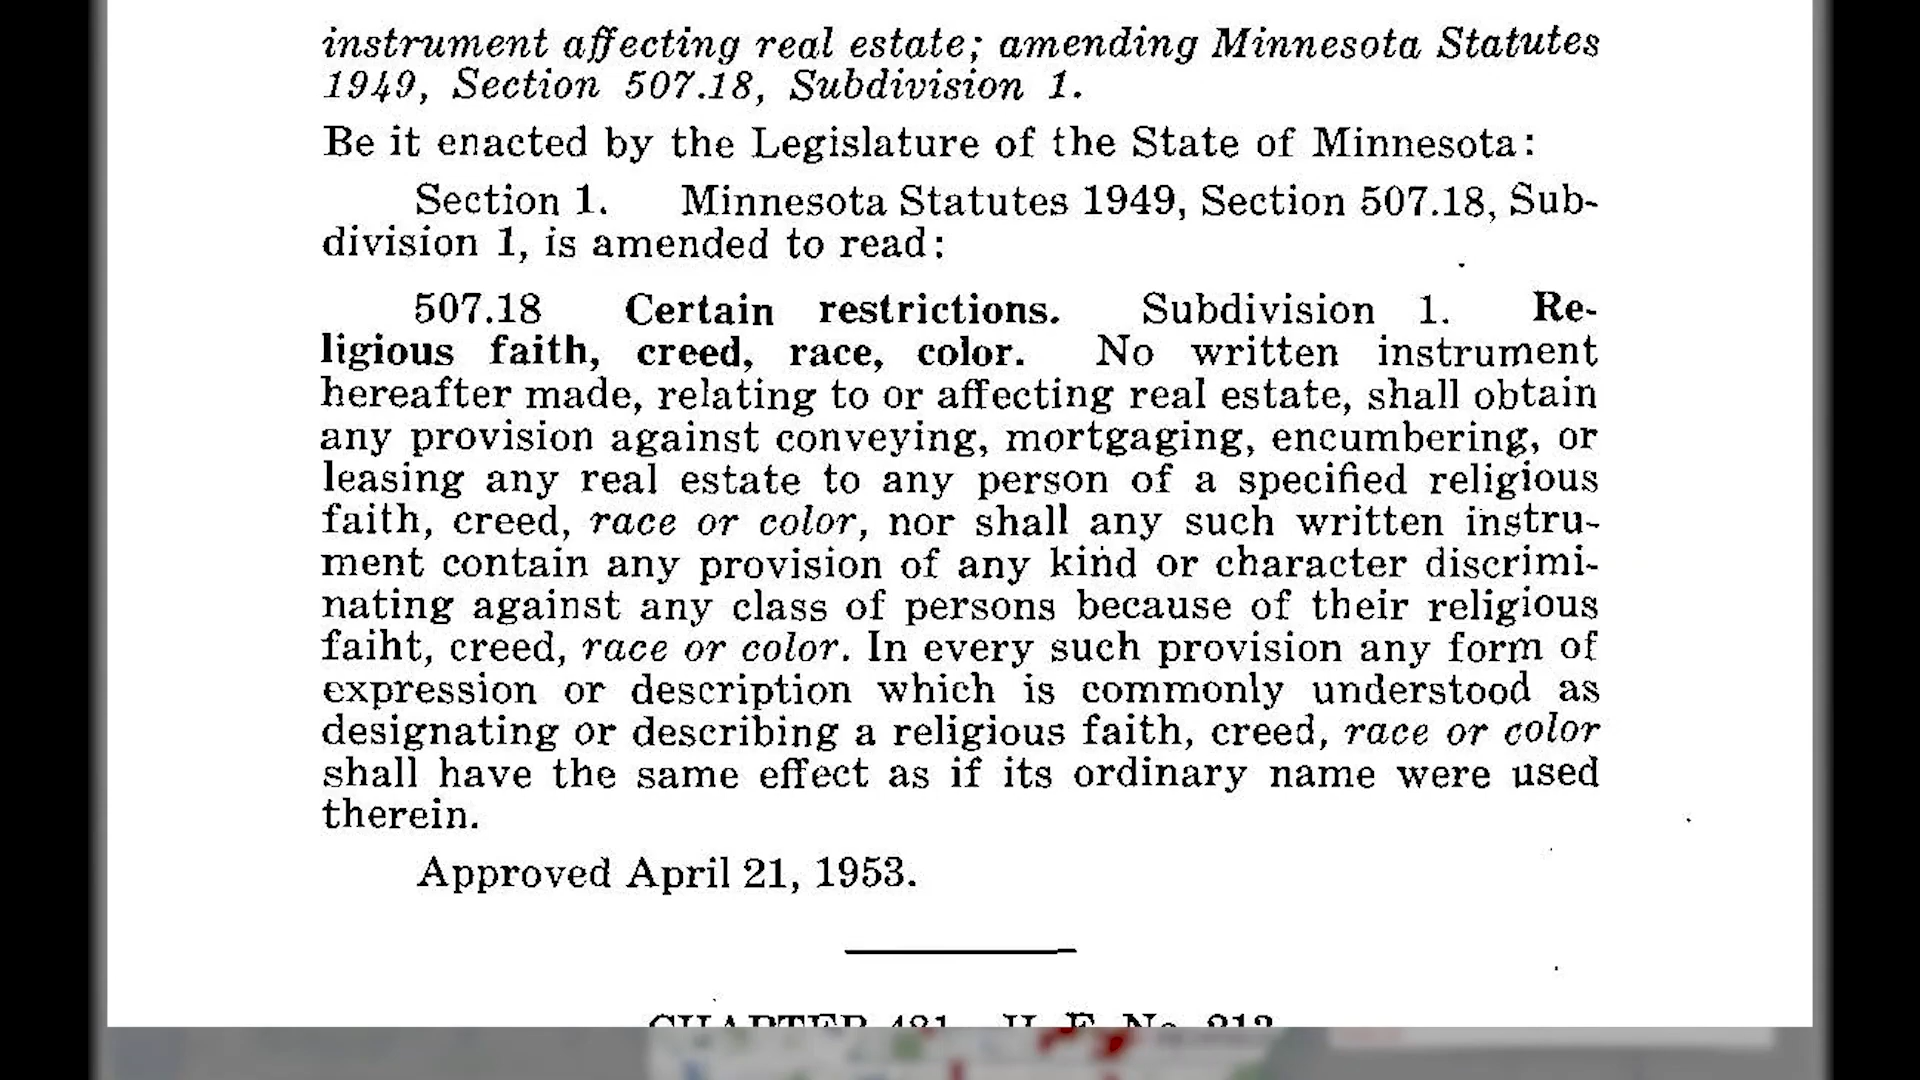 instrument affecting real estate; amending Minnesota Statutes
1949, Section 507.18, Subdivision 1.
Be it enacted by the Legislature of the State of Minnesota:
Section 1. Minnesota Statutes 1949, Section 507.18, Sub-
division 1, is amended to read:
507.18 Certain restrictions. Subdivision 1. Re-
ligious faith, creed, race, color. No written instrument
hereafter made, relating to or affecting real estate, shall obtain
any provision against conveying, mortgaging, encumbering, or
leasing any real estate to any person of a specified religious
faith, creed, race or color, nor shall any such written instru-
ment contain any provision of any kind or character discrimi-
nating against any class of persons because of their religious
faiht, creed, race or color. In every such provision any form of
expression or description which is commonly understood as
designating or describing a religious faith, creed, race or color
shall have the same effect as if its ordinary name were used
therein.
Approved April 21, 1953.
CHAPTER 481 H. F. No.